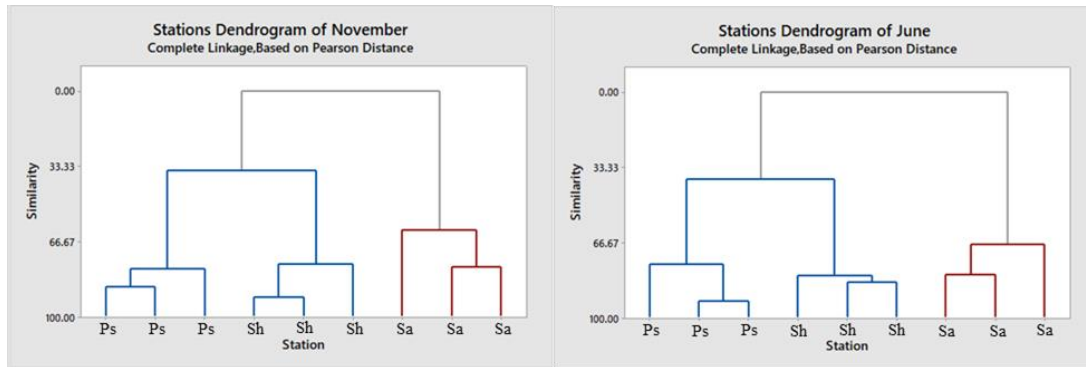 Stations Dendrogram of November
Complete Linkage,Based on Pearson Distance
0.00
33.33
66.67
100.00
Similarity
Ps Ps Ps Sh Sh Sh Sa Sa Sa
Station
Stations Dendrogram of June
Complete Linkage,Based on Pearson Distance
0.00
33.33
66.67
100.00
Similarity
Ps Ps Ps Sh Sh Sh Sa Sa Sa
Station